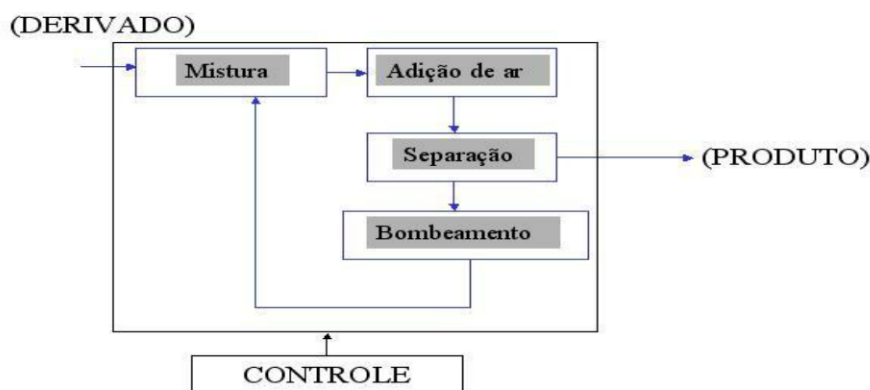 (DERIVADO)
Mistura
Adição de ar
Separação
(PRODUTO)
Bombeamento
CONTROLE